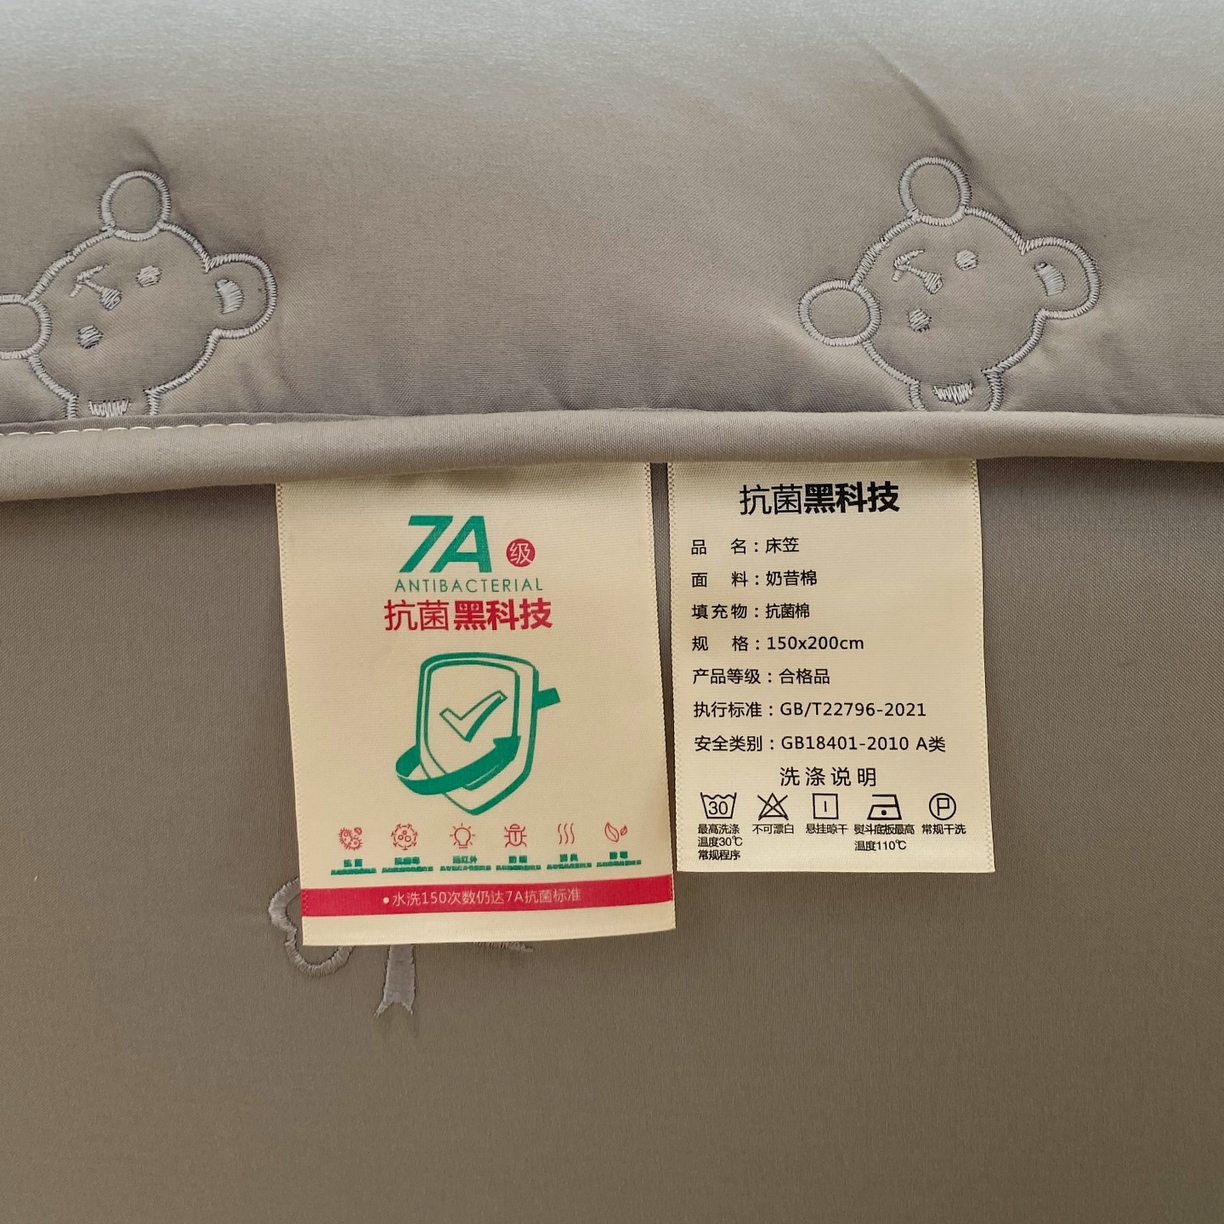 7A级
ANTIBACTERIAL
抗菌黑科技
•水洗150次数仍达7A抗菌标准
抗菌黑科技
品 名：床笠
面 料：奶昔棉
填充物：抗菌棉
规 格：150x200cm
产品等级：合格品
执行标准：GB/T22796-2021
安全类别：GB18401-2010 A类
洗涤说明
30
P
最高洗涤 不可漂白 悬挂晾干 熨斗底板最高 常规干洗
温度30℃ 温度110℃
常规程序